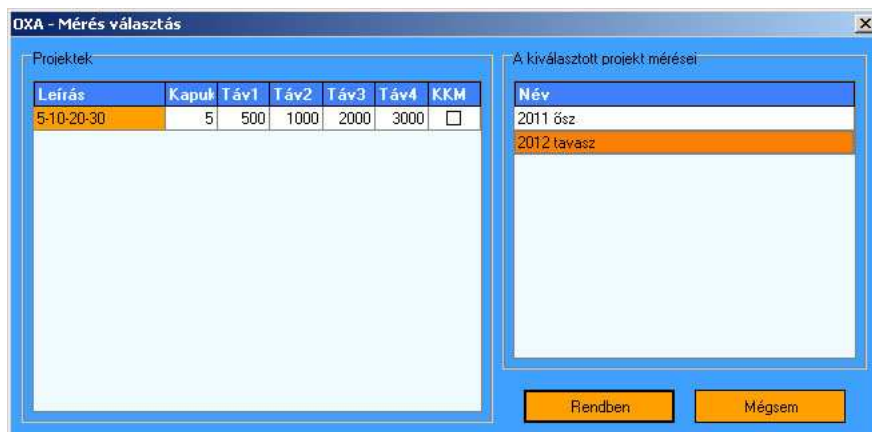 OXA - Mérés választás
Projektek
Leírás Kapuk Táv1 Táv2 Táv3 Táv4 KKM
5-10-20-30 5 500 1000 2000 3000
A kiválasztott projekt mérései
Név
2011 ősz
2012 tavasz
Rendben Mégsem